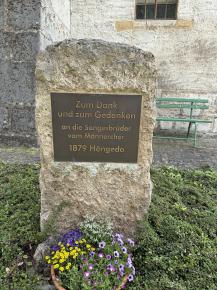 Zum Dank
und zum Gedenken
an die Sangesbrüder
vom Männerchor
1879 Höngeda